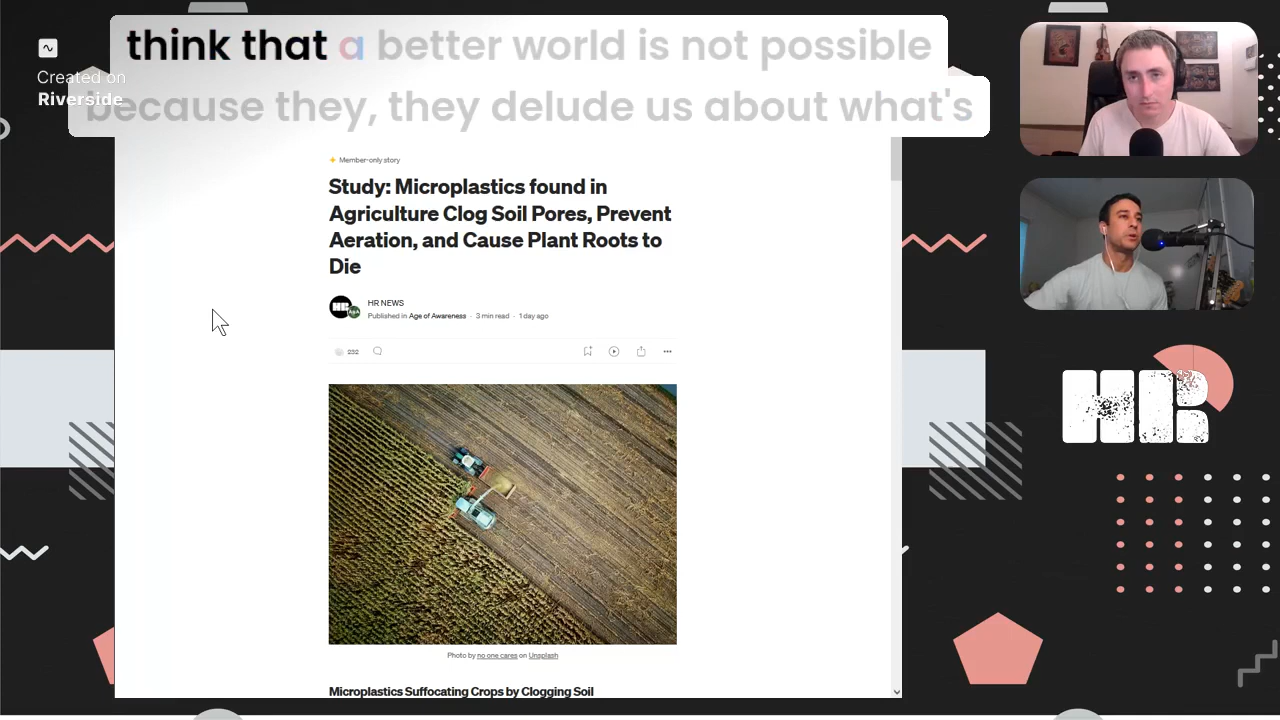 think that a better world is not possible
because they, they delude us about what's
Created on
Riverside
Member-only story
Study: Microplastics found in
Agriculture Clog Soil Pores, Prevent
Aeration, and Cause Plant Roots to
Die
HR NEWS
Published in Age of Awareness · 3 min read · 1 day ago
232
HR
Photo by no one cares on Unsplash
Microplastics Suffocating Crops by Clogging Soil